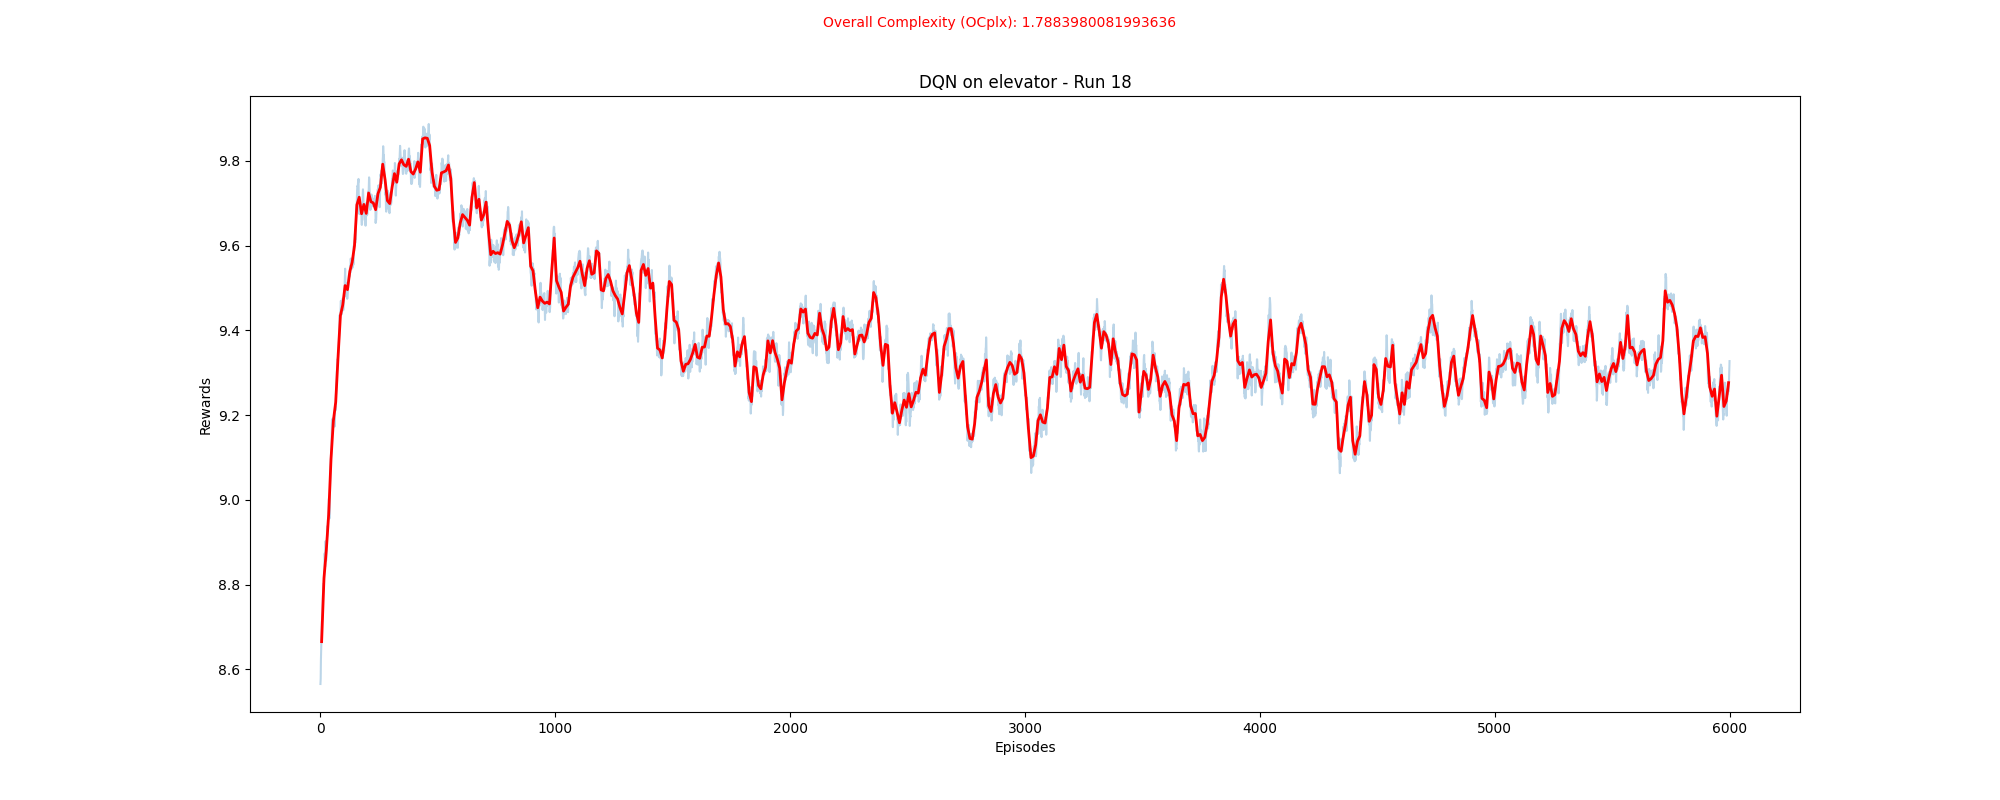 Overall Complexity (OCplx): 1.7883980081993636
DQN on elevator - Run 18
9.8
9.6
9.4
9.2
9.0
8.8
8.6
Rewards
0 1000 2000 3000 4000 5000 6000
Episodes